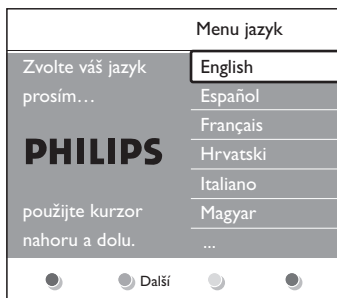 Menu jazyk
Zvolte váš jazyk
prosím…
PHILIPS
použijte kurzor
nahoru a dolu.
English
Español
Français
Hrvatski
Italiano
Magyar
...
Další